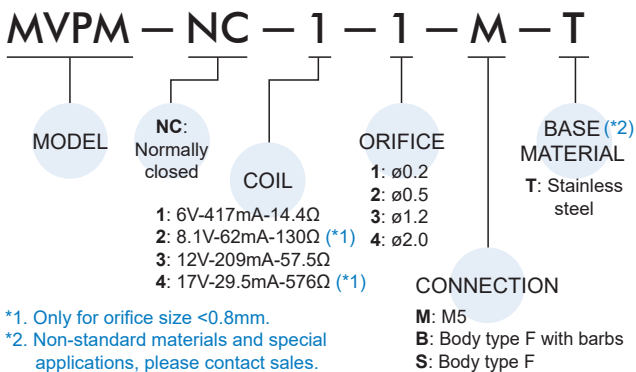 MVPM — NC — 1 — 1 — M — T
MODEL
NC:
Normally
closed
COIL
1: 6V-417mA-14.4Ω
2: 8.1V-62mA-130Ω (*1)
3: 12V-209mA-57.5Ω
4: 17V-29.5mA-576Ω (*1)
ORIFICE
1: ø0.2
2: ø0.5
3: ø1.2
4: ø2.0
CONNECTION
M: M5
B: Body type F with barbs
S: Body type F
BASE (*2)
MATERIAL
T: Stainless
steel
*1. Only for orifice size <0.8mm.
*2. Non-standard materials and special
applications, please contact sales.